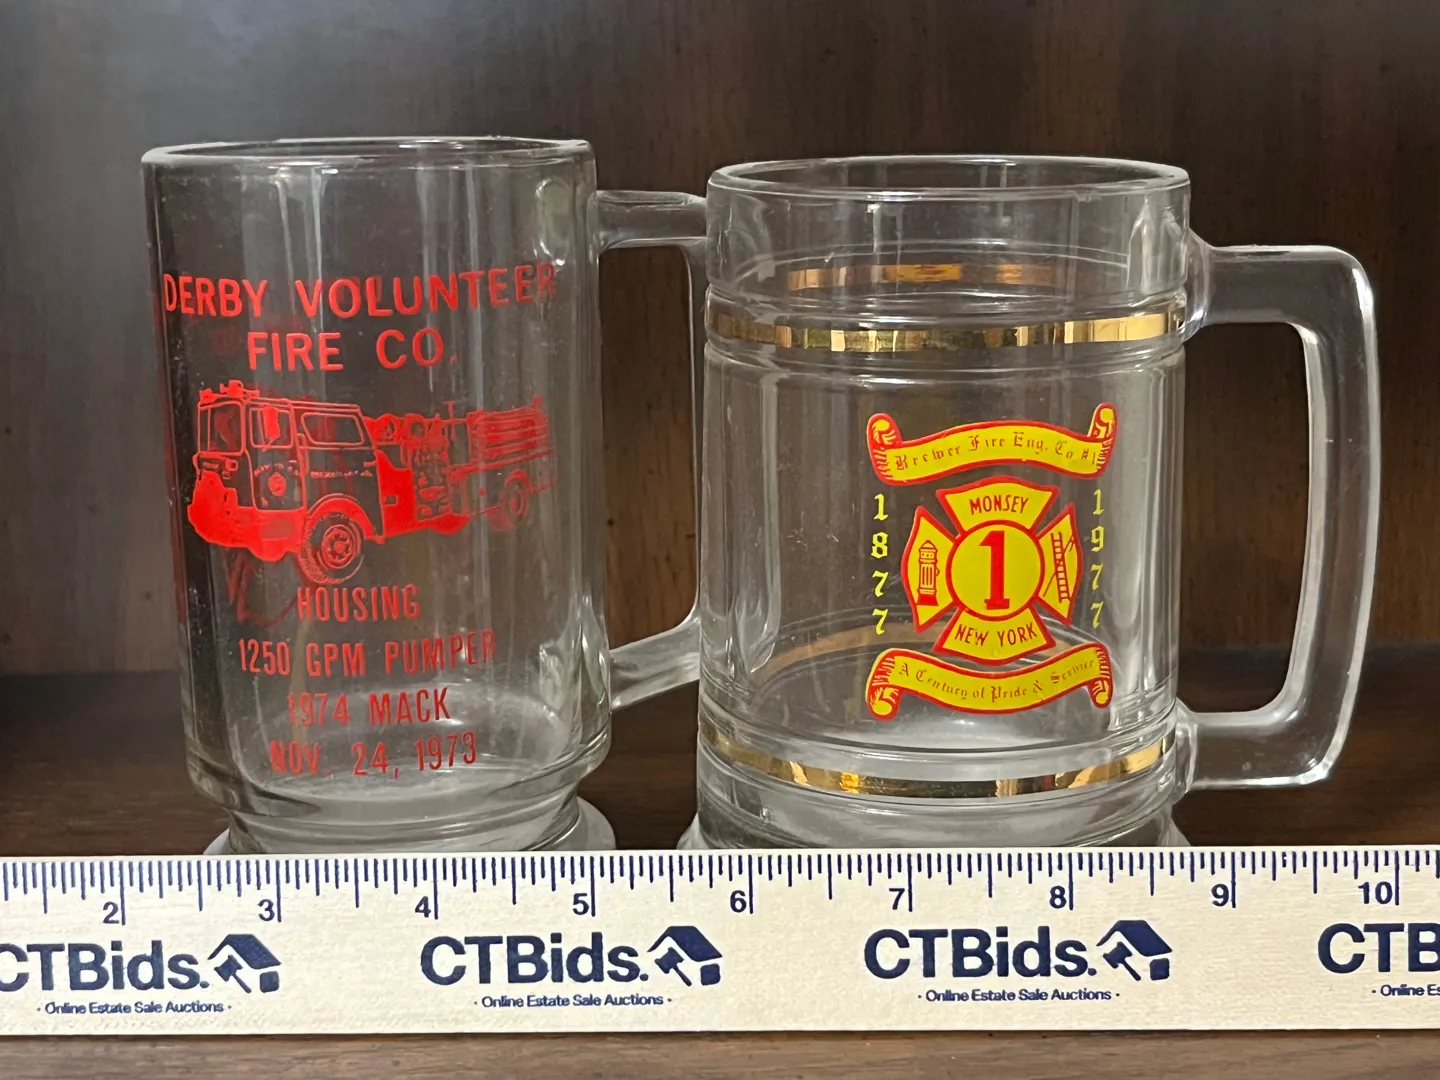 DERBY VOLUNTEER
FIRE CO.
HOUSING
1250 GPM PUMPER
1974 MACK
NOV. 24, 1973
Brewer Fire Eng. Co #1
1877
1977
MONSEY
1
NEW YORK
A Century of Pride & Service
2 3 4 5 6 7 8 9 10
CTBids. CTBids. CTBids. CTB
· Online Estate Sale Auctions · · Online Estate Sale Auctions · · Online Estate Sale Auctions · · Online Es